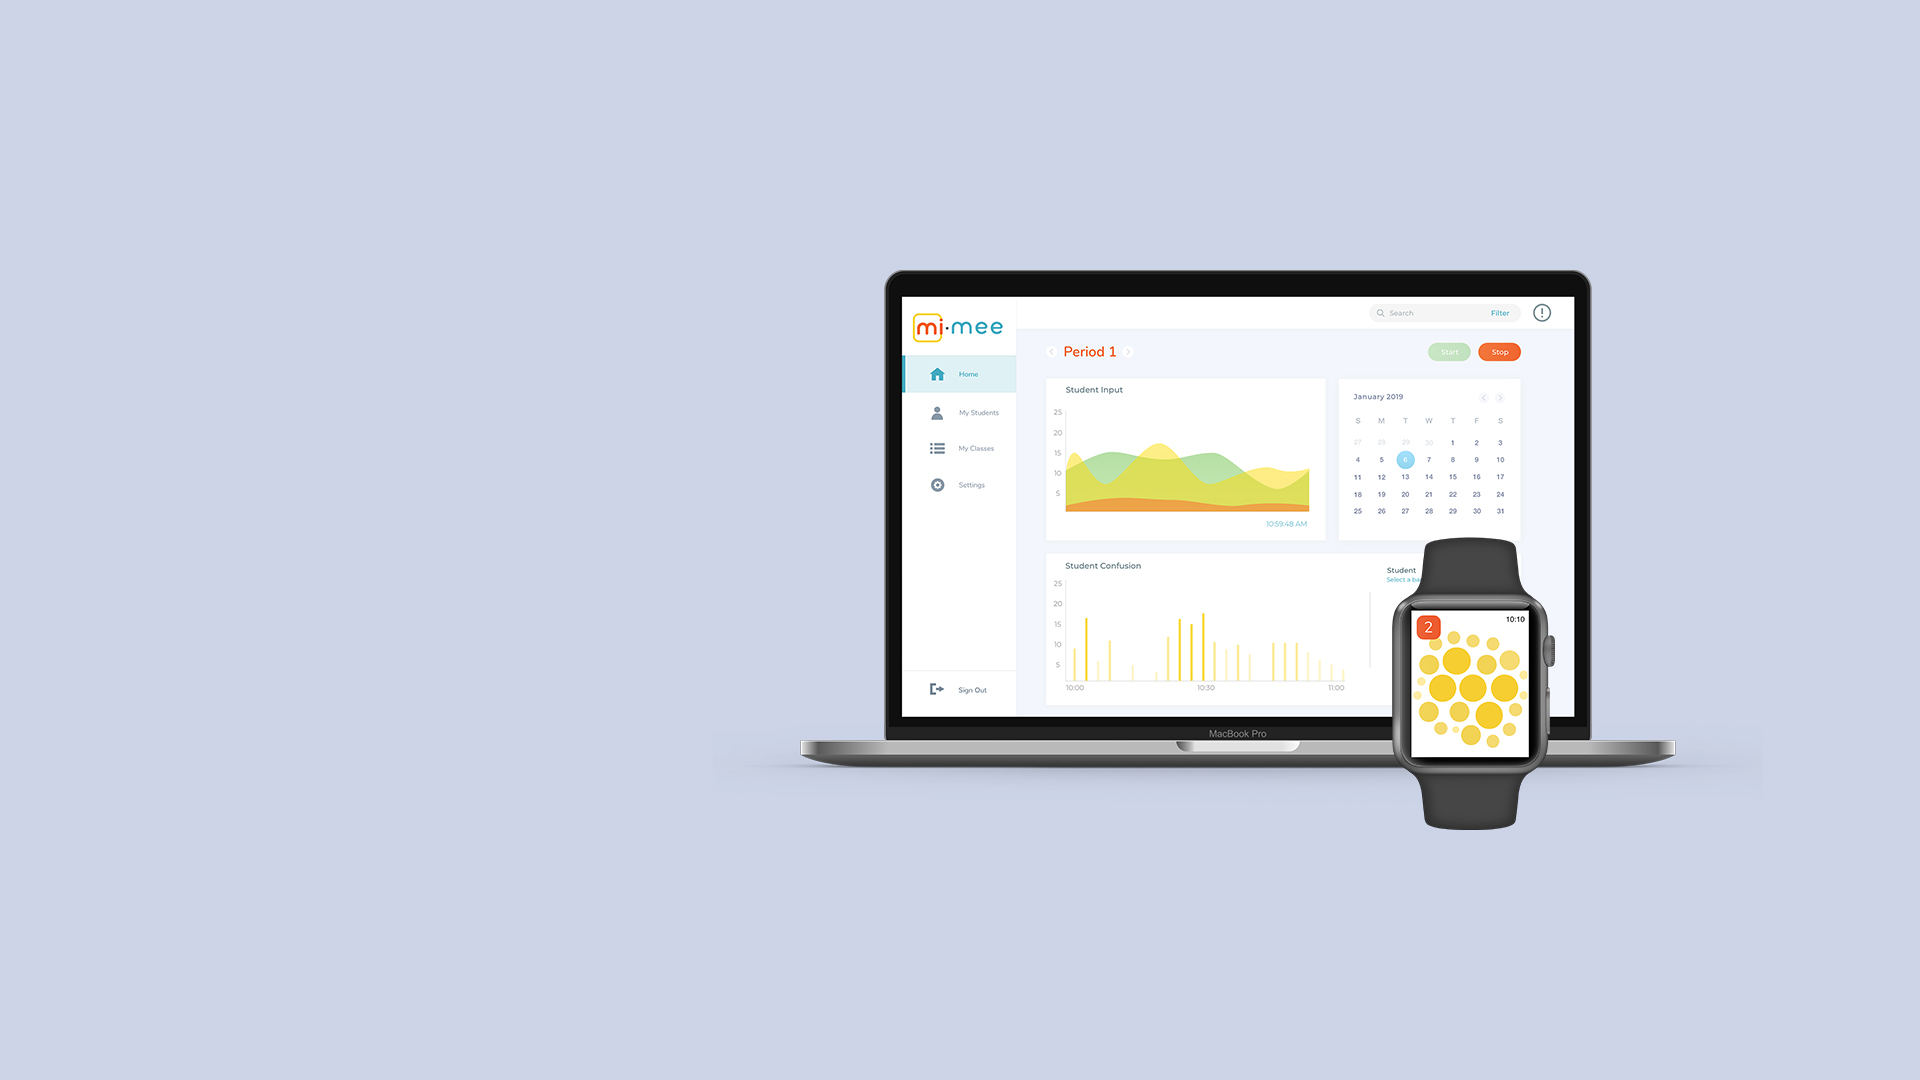 mi·mee
Home
My Students
My Classes
Settings
Sign Out
Search
Filter
Period 1
Start
Stop
Student Input
25
20
15
10
5
10:59:48 AM
January 2019
S M T W T F S
27 28 29 30 1 2 3
4 5 6 7 8 9 10
11 12 13 14 15 16 17
18 19 20 21 22 23 24
25 26 27 28 29 30 31
Student Confusion
25
20
15
10
5
10:00 10:30 11:00
Student
Select a
2
10:10
MacBook Pro